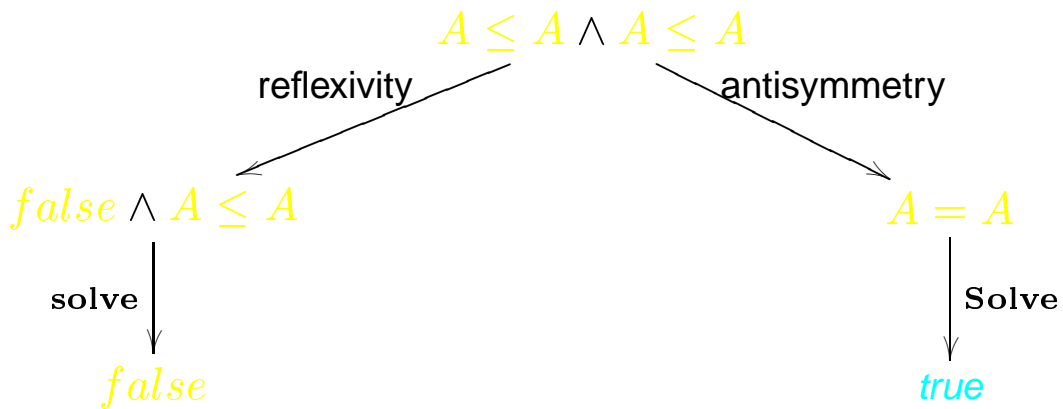 A ≤ A ∧ A ≤ A
reflexivity
antisymmetry
false ∧ A ≤ A
A = A
solve
Solve
false
true